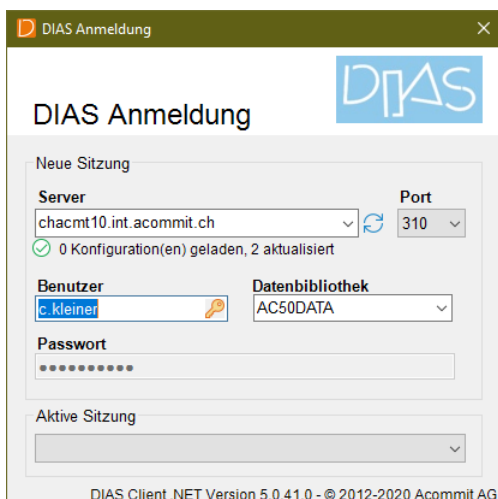 DIAS Anmeldung
DIAS
DIAS Anmeldung
Neue Sitzung
Server Port
chacmt10.int.acommit.ch 310
0 Konfiguration(en) geladen, 2 aktualisiert
Benutzer Datenbibliothek
c.kleiner AC50DATA
Passwort
●●●●●●●●●●
Aktive Sitzung
DIAS Client .NET Version 5.0.41.0 - © 2012-2020 Acommit AG